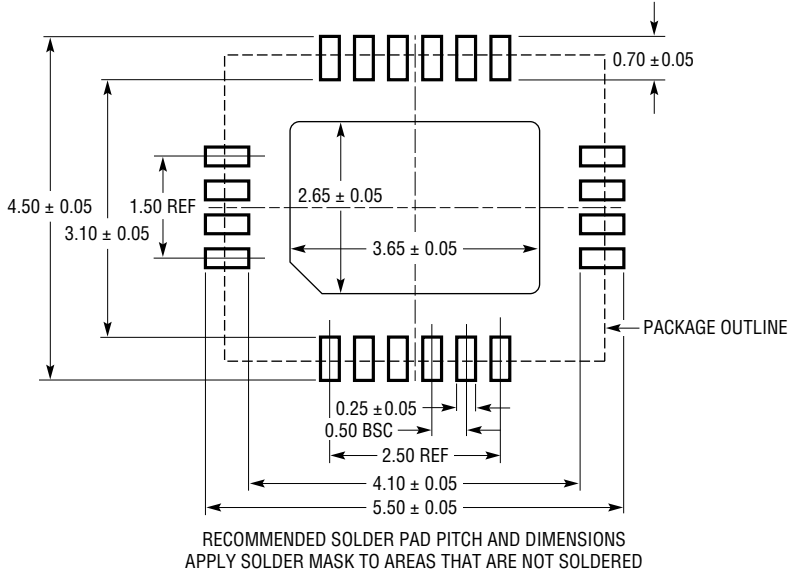 0.70 ±0.05
2.65 ± 0.05
4.50 ± 0.05
1.50 REF
3.10 ± 0.05
3.65 ± 0.05
PACKAGE OUTLINE
0.25 ±0.05
0.50 BSC
2.50 REF
4.10 ± 0.05
5.50 ± 0.05
RECOMMENDED SOLDER PAD PITCH AND DIMENSIONS
APPLY SOLDER MASK TO AREAS THAT ARE NOT SOLDERED